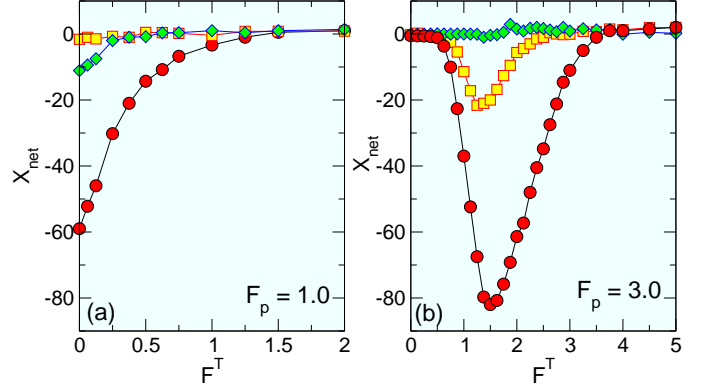 0
-20
-40
-60
-80
X_net
(a)
F_p = 1.0
0 0.5 1 1.5 2
F^T
0
-20
-40
-60
-80
X_net
(b)
F_p = 3.0
0 1 2 3 4 5
F^T